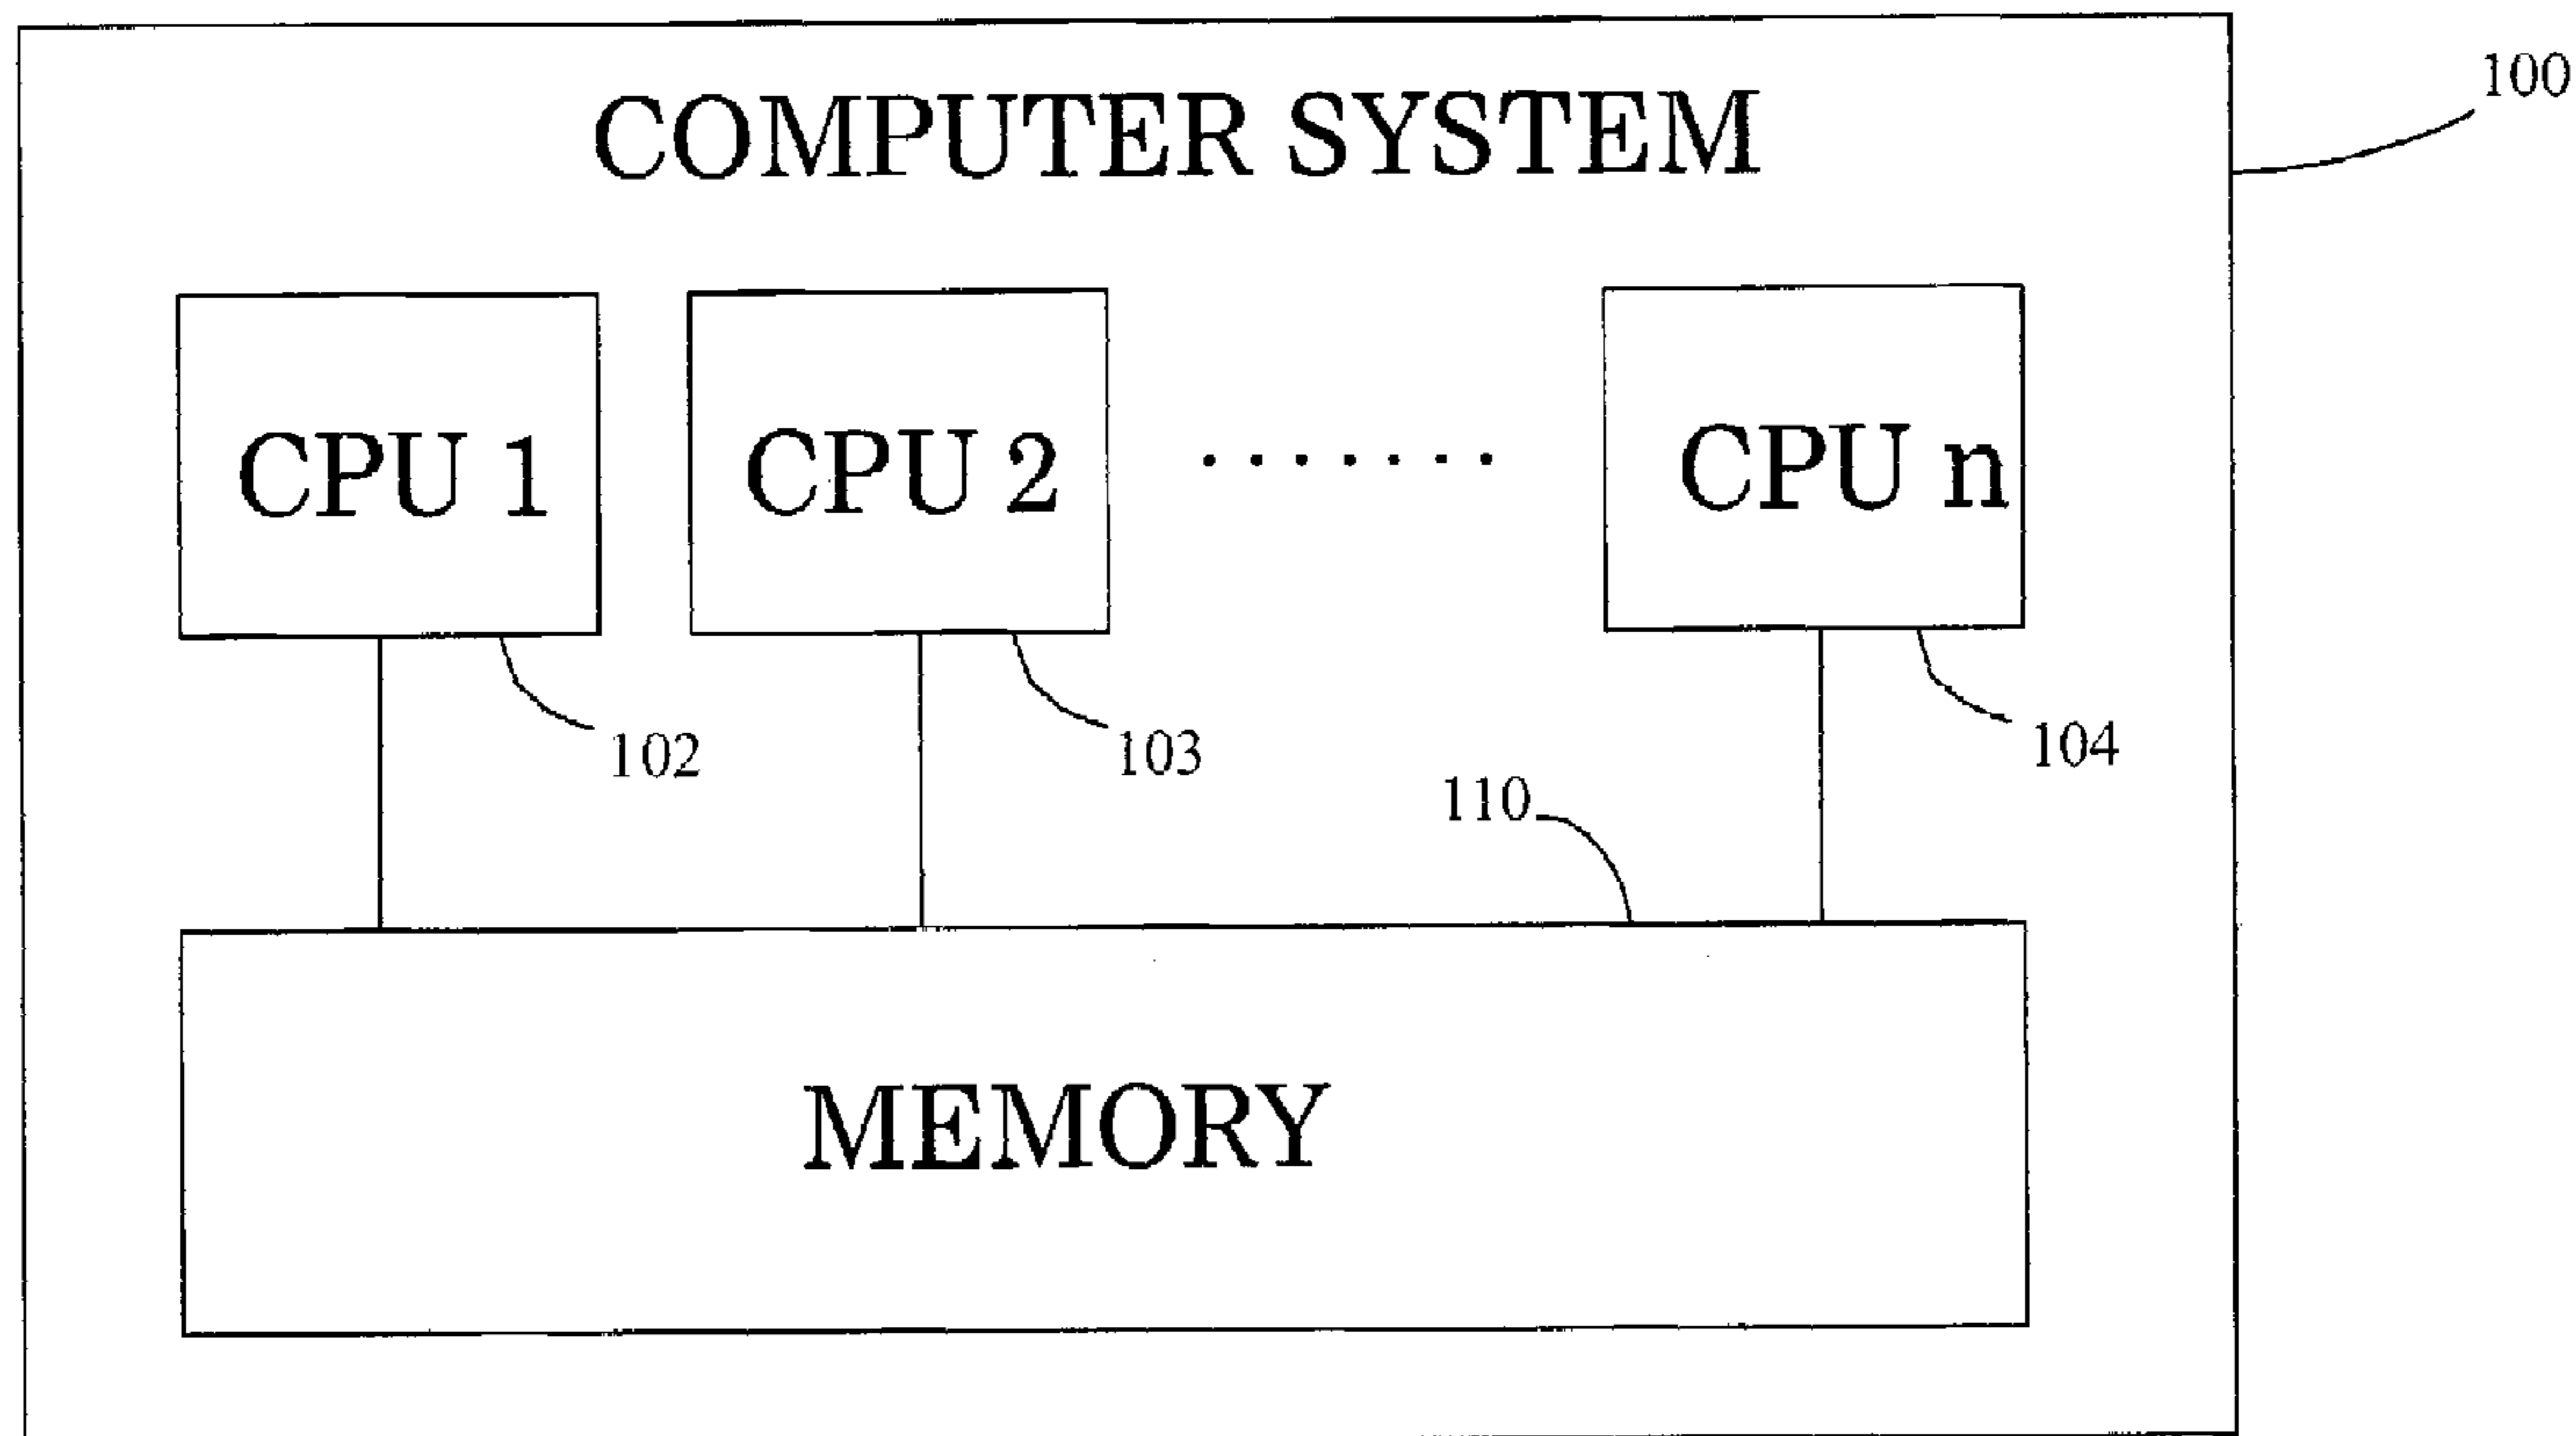 100
COMPUTER SYSTEM
CPU 1
CPU 2
.......
CPU n
102
103
104
110
MEMORY